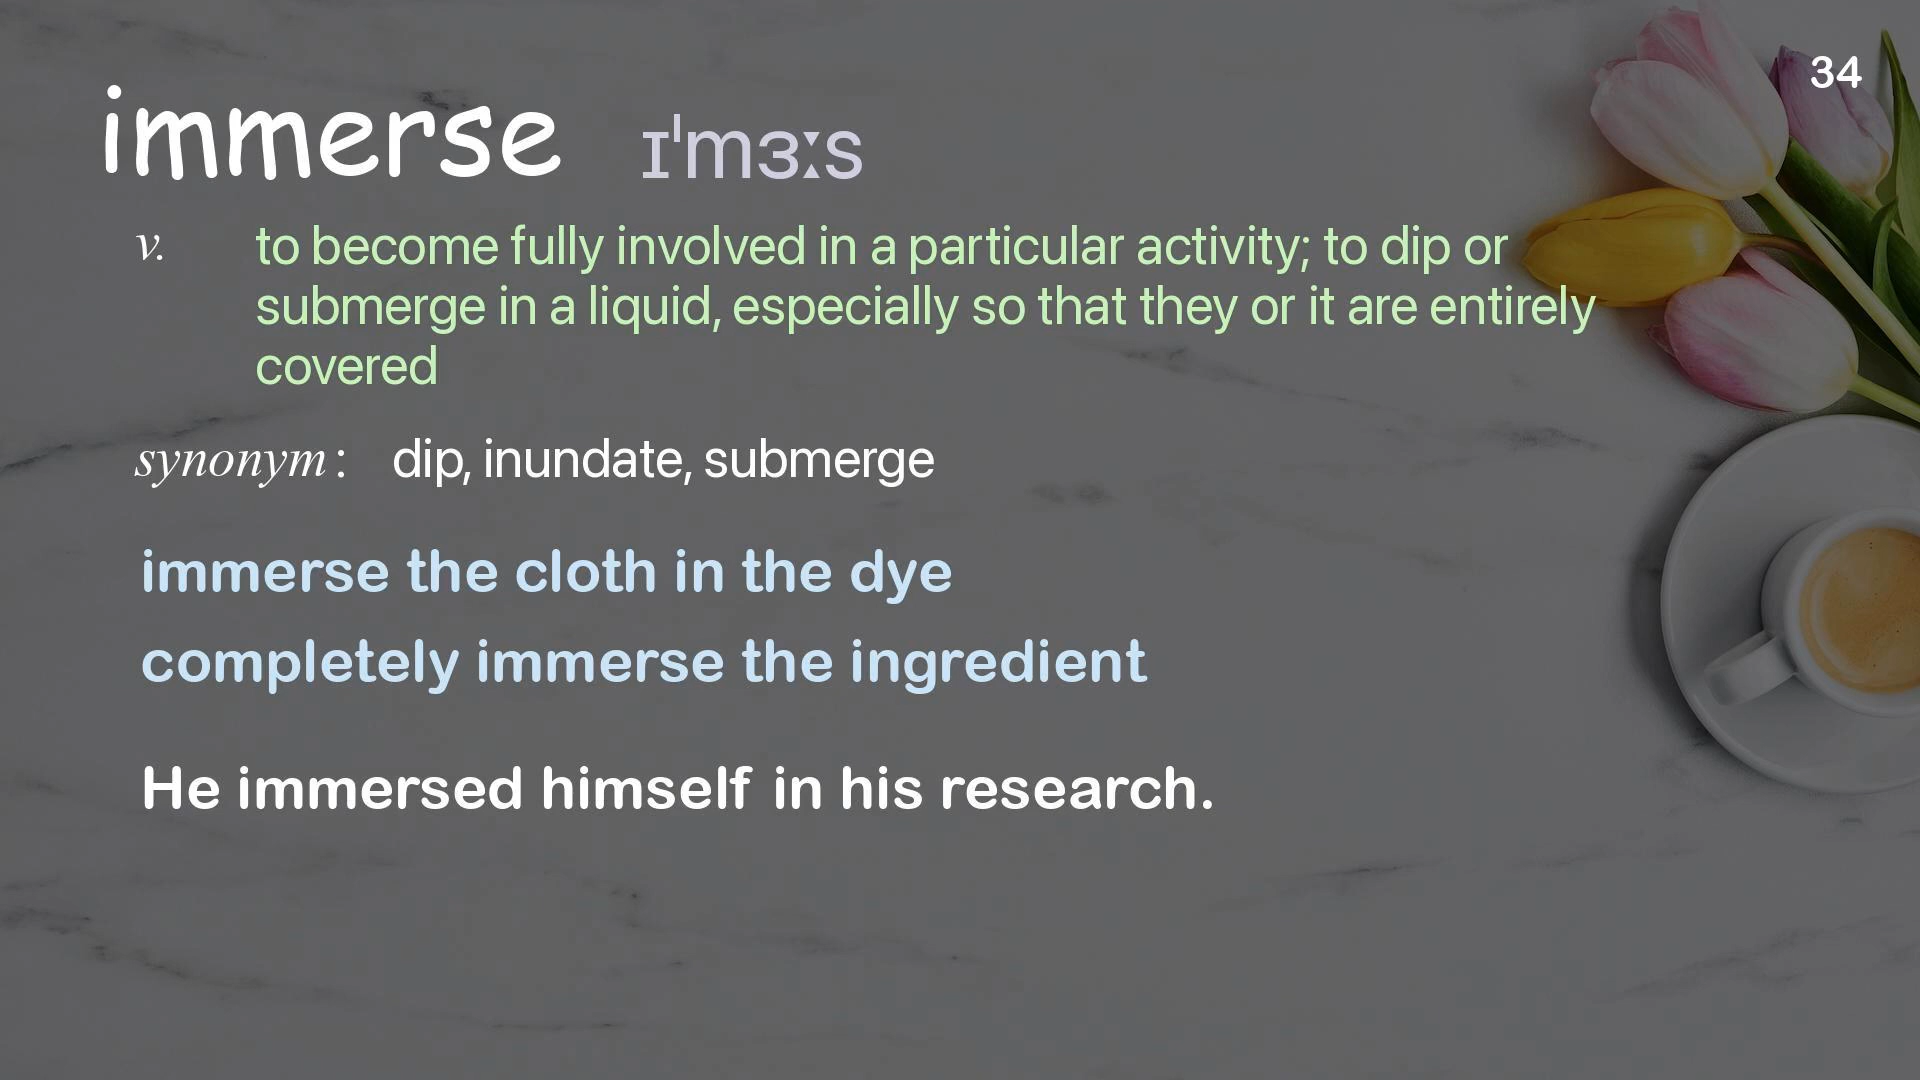 34
immerse ɪˈmɜːs
v. to become fully involved in a particular activity; to dip or
submerge in a liquid, especially so that they or it are entirely
covered
synonym: dip, inundate, submerge
immerse the cloth in the dye
completely immerse the ingredient
He immersed himself in his research.